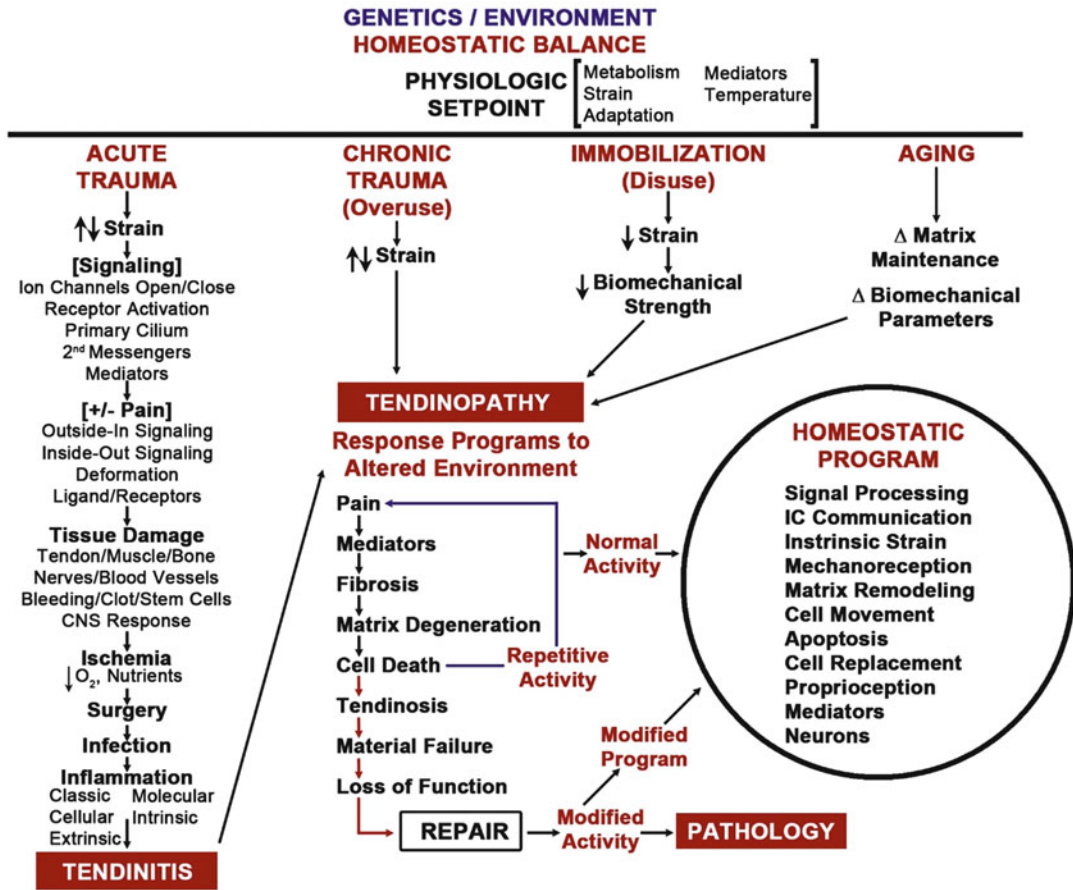 GENETICS / ENVIRONMENT
HOMEOSTATIC BALANCE
PHYSIOLOGIC
SETPOINT
Metabolism Mediators
Strain Temperature
Adaptation
ACUTE
TRAUMA
↑↓ Strain
[Signaling]
Ion Channels Open/Close
Receptor Activation
Primary Cilium
2nd Messengers
Mediators
[+/- Pain]
Outside-In Signaling
Inside-Out Signaling
Deformation
Ligand/Receptors
Tissue Damage
Tendon/Muscle/Bone
Nerves/Blood Vessels
Bleeding/Clot/Stem Cells
CNS Response
Ischemia
↓O2, Nutrients
Surgery
Infection
Inflammation
Classic Molecular
Cellular Intrinsic
Extrinsic
TENDINITIS
CHRONIC
TRAUMA
(Overuse)
↑↓ Strain
IMMOBILIZATION
(Disuse)
↓ Strain
↓ Biomechanical
Strength
AGING
Δ Matrix
Maintenance
Δ Biomechanical
Parameters
TENDINOPATHY
Response Programs to
Altered Environment
Pain
Mediators
Fibrosis
Matrix Degeneration
Cell Death
Tendinosis
Material Failure
Loss of Function
Repetitive
Activity
Normal
Activity
REPAIR
Modified
Activity
Modified
Program
PATHOLOGY
HOMEOSTATIC
PROGRAM
Signal Processing
IC Communication
Instrinsic Strain
Mechanoreception
Matrix Remodeling
Cell Movement
Apoptosis
Cell Replacement
Proprioception
Mediators
Neurons